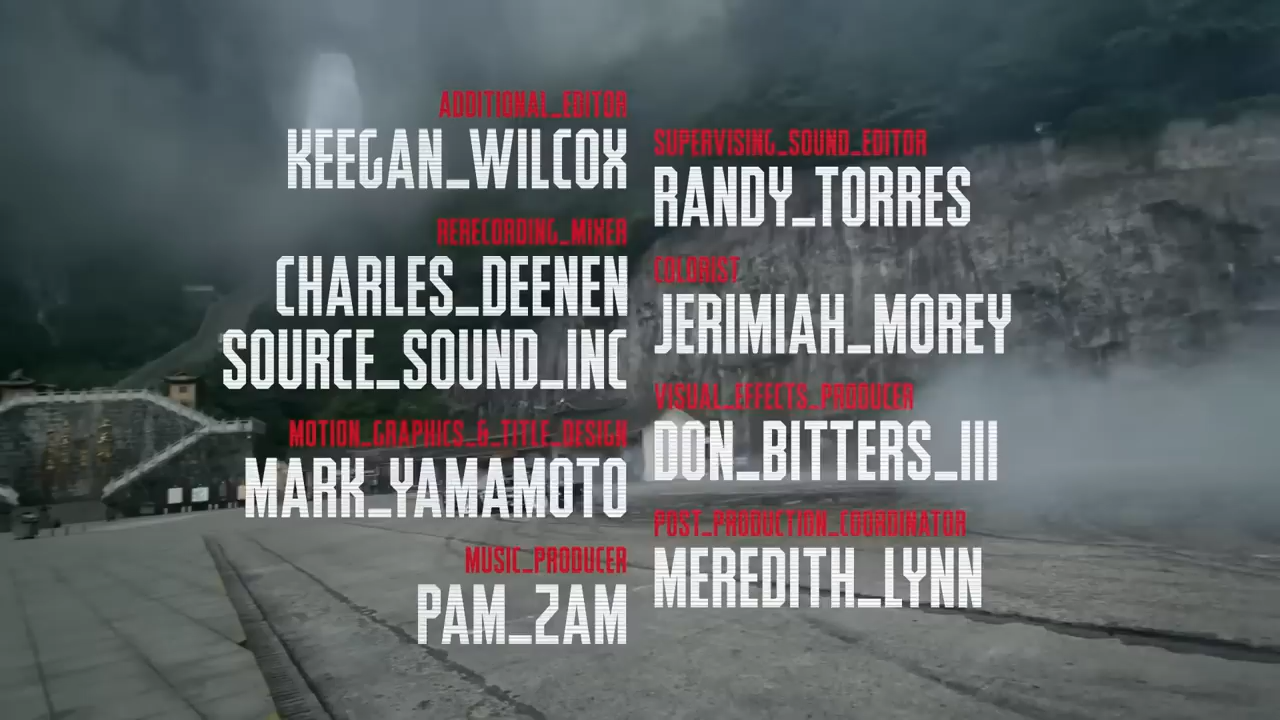 ADDITIONAL_EDITOR
KEEGAN_WILCOX
RERECORDING_MIXER
CHARLES_DEENEN
SOURCE_SOUND_INC
MOTION_GRAPHICS_&_TITLE_DESIGN
MARK_YAMAMOTO
MUSIC_PRODUCER
PAM_ZAM
SUPERVISING_SOUND_EDITOR
RANDY_TORRES
COLORIST
JERIMIAH_MOREY
VISUAL_EFFECTS_PRODUCER
DON_BITTERS_III
POST_PRODUCTION_COORDINATOR
MEREDITH_LYNN